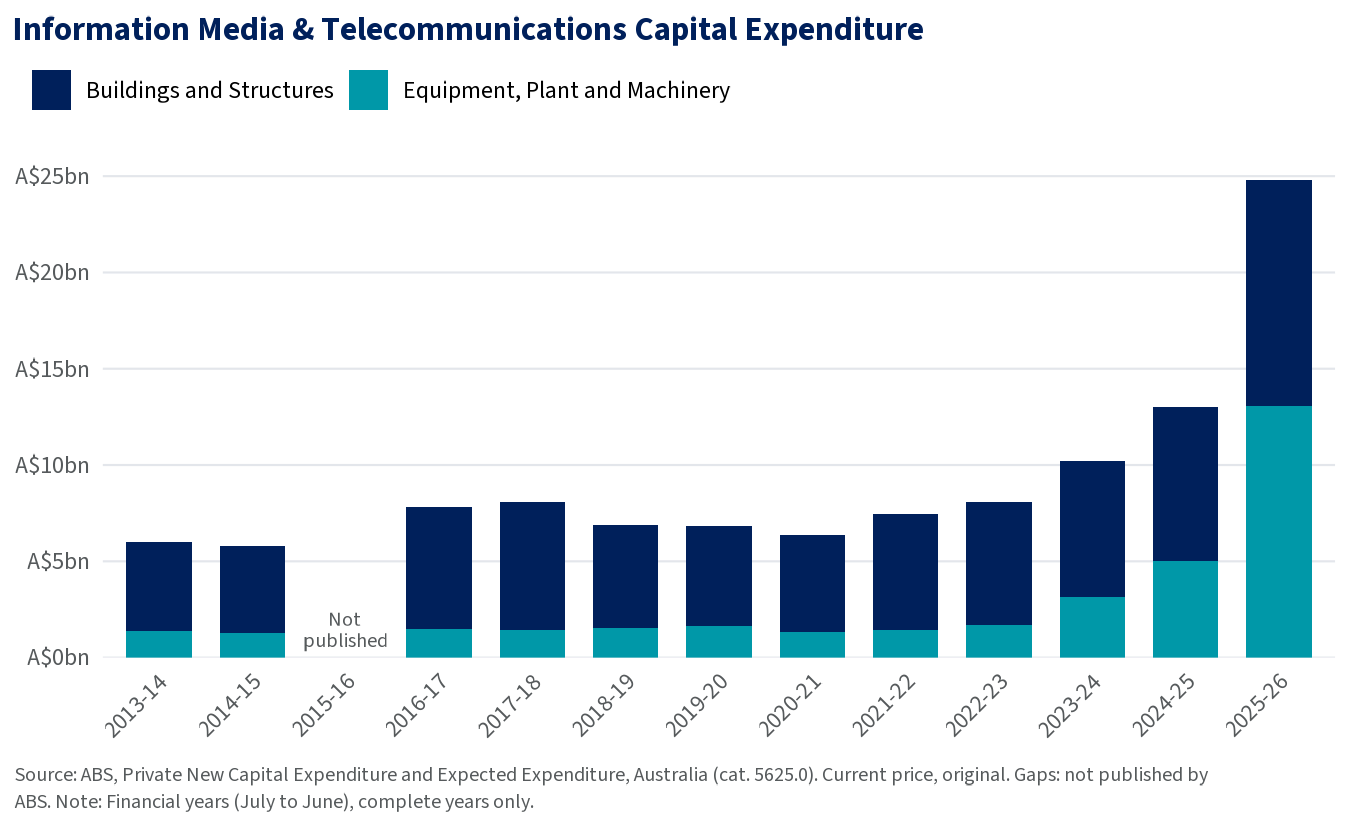 Information Media & Telecommunications Capital Expenditure
Buildings and Structures
Equipment, Plant and Machinery
A$25bn
A$20bn
A$15bn
A$10bn
A$5bn
A$0bn
Not
published
2013-14
2014-15
2015-16
2016-17
2017-18
2018-19
2019-20
2020-21
2021-22
2022-23
2023-24
2024-25
2025-26
Source: ABS, Private New Capital Expenditure and Expected Expenditure, Australia (cat. 5625.0). Current price, original. Gaps: not published by
ABS. Note: Financial years (July to June), complete years only.